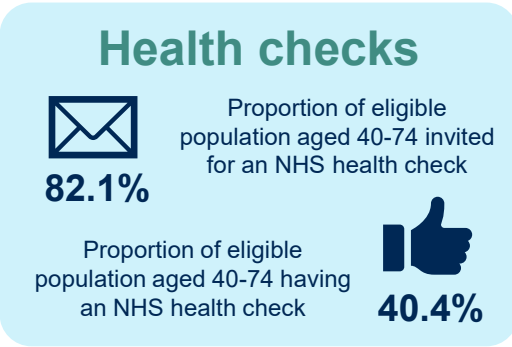 Health checks
Proportion of eligible
population aged 40-74 invited
for an NHS health check
82.1%
Proportion of eligible
population aged 40-74 having
an NHS health check
40.4%